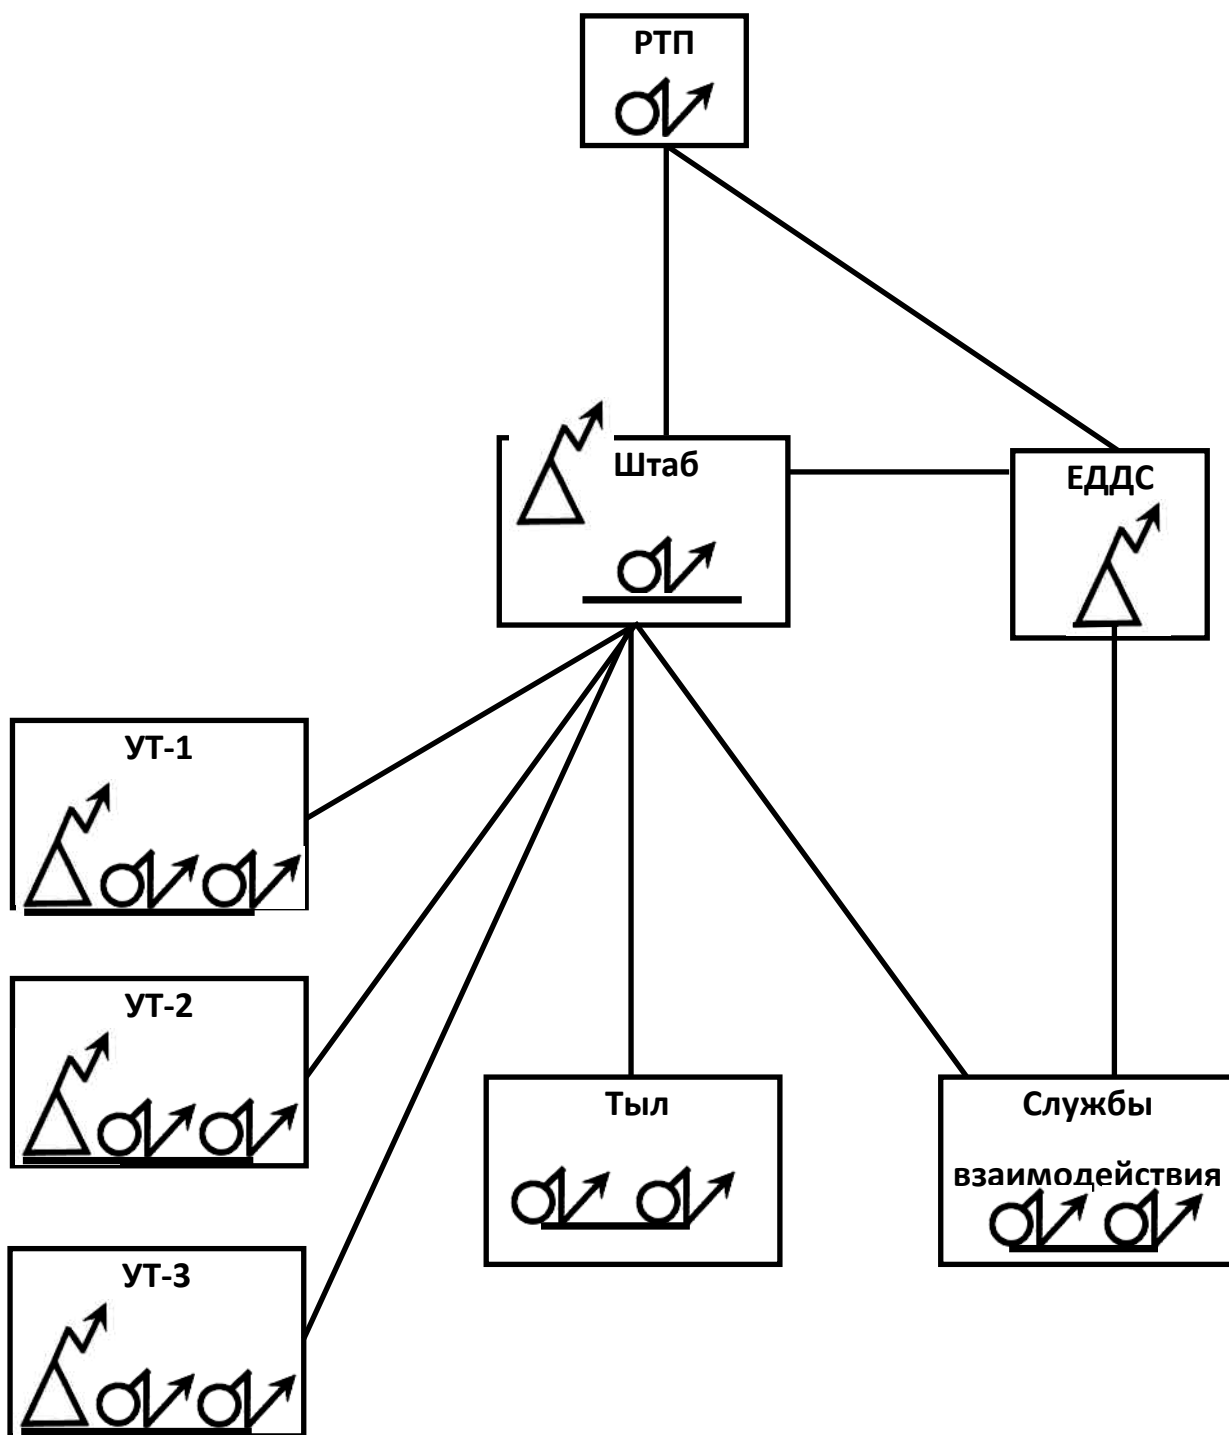 РТП
Штаб
ЕДДС
УТ-1
УТ-2
Тыл
Службы
взаимодействия
УТ-3